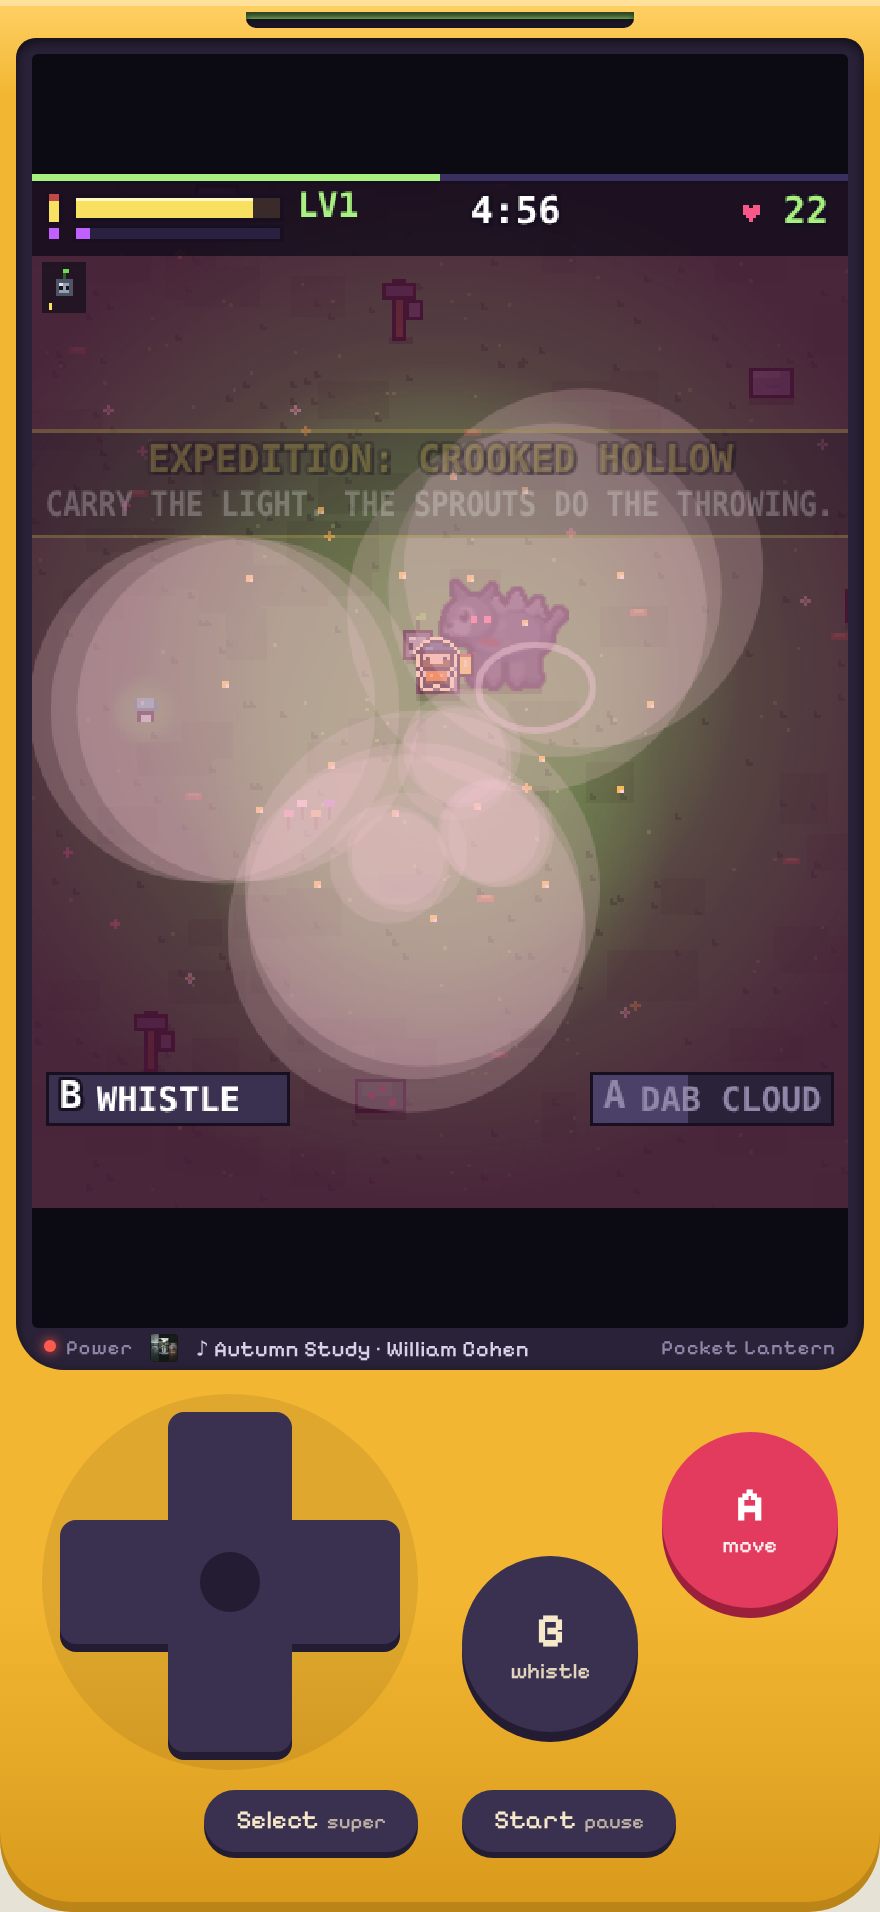 LV1 4:56 22
EXPEDITION: CROOKED HOLLOW
CARRY THE LIGHT. THE SPROUTS DO THE THROWING.
B WHISTLE
A DAB CLOUD
Power ♪ Autumn Study · William Cohen Pocket Lantern
A
move
B
whistle
Select super
Start pause